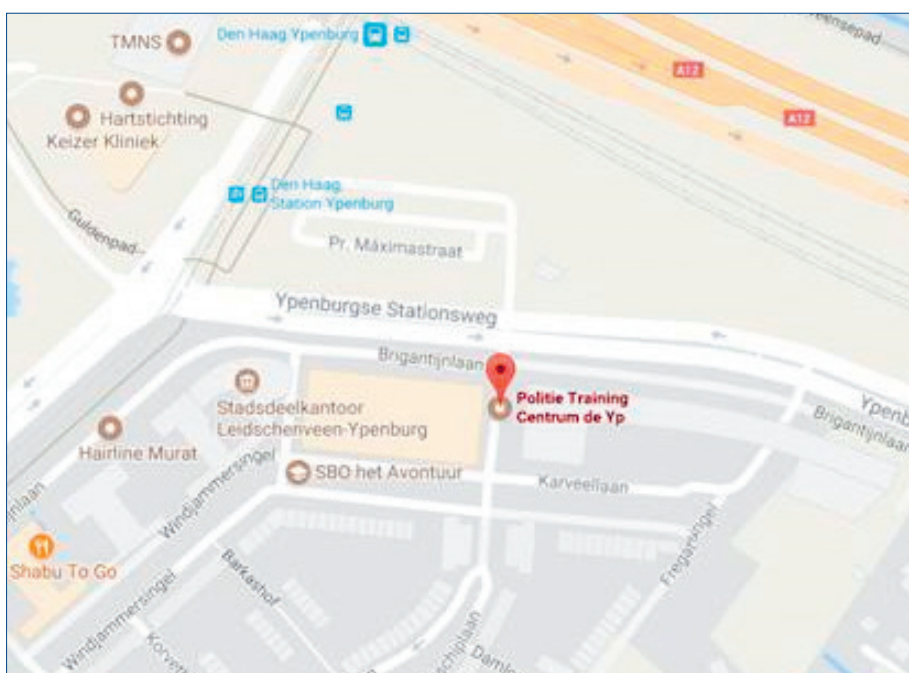 TMNS
Den Haag Ypenburg
A12
A12
Hartstichting
Keizer Kliniek
Den Haag,
Station Ypenburg
Guldenpad
Pr. Máximastraat
Ypenburgse Stationsweg
Brigantijnlaan
Politie Training
Centrum de Yp
Stadsdeelkantoor
Leidschenveen-Ypenburg
Brigantijnlaan
Hairline Murat
SBO het Avontuur
Karveellaan
Windjammersingel
Shabu To Go
Barkashof
Windjammersingel